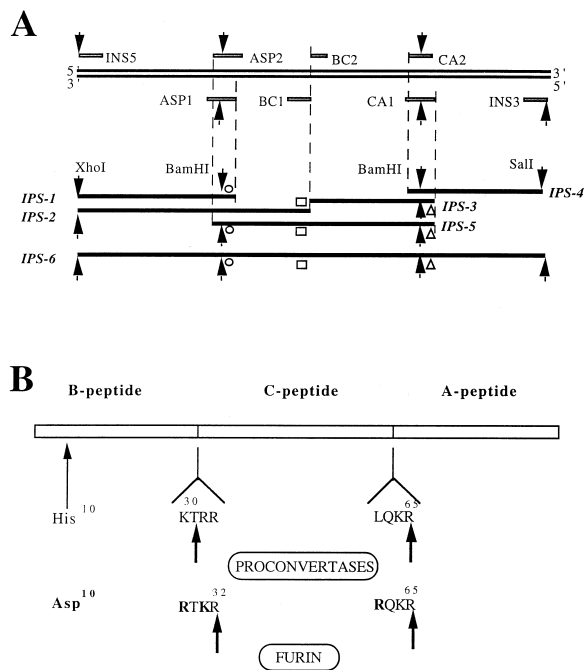 A
INS5 ASP2 BC2 CA2
5' 3'
3' 5'
ASP1 BC1 CA1 INS3
XhoI BamHI BamHI SalI
IPS-1 IPS-4
IPS-2 IPS-3
IPS-5
IPS-6
B
B-peptide C-peptide A-peptide
30 65
His 10 KTRR LQKR
PROCONVERTASES
32 65
Asp10 RTKR RQKR
FURIN